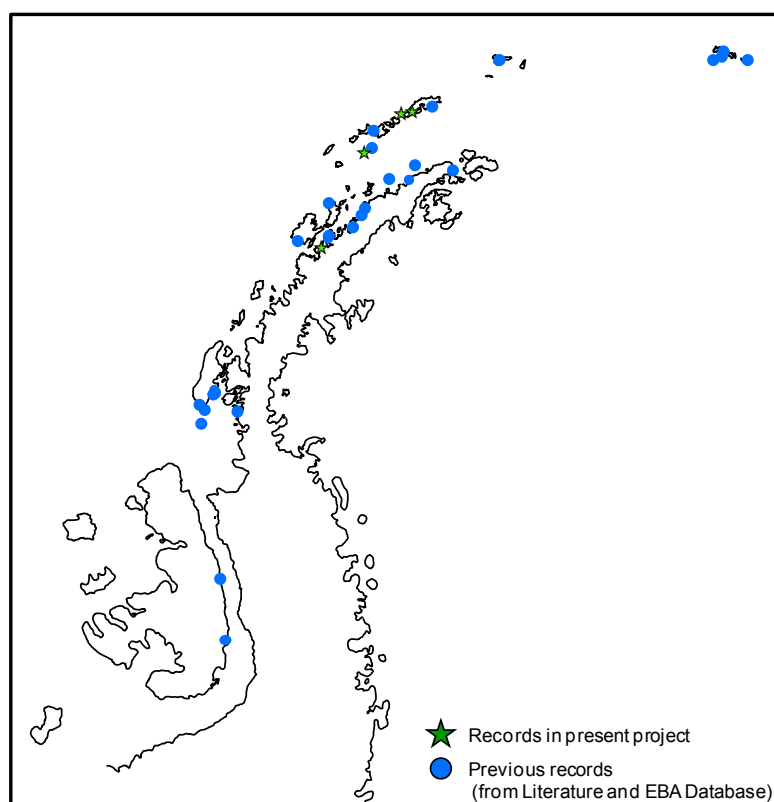 Records in present project
Previous records
(from Literature and EBA Database)